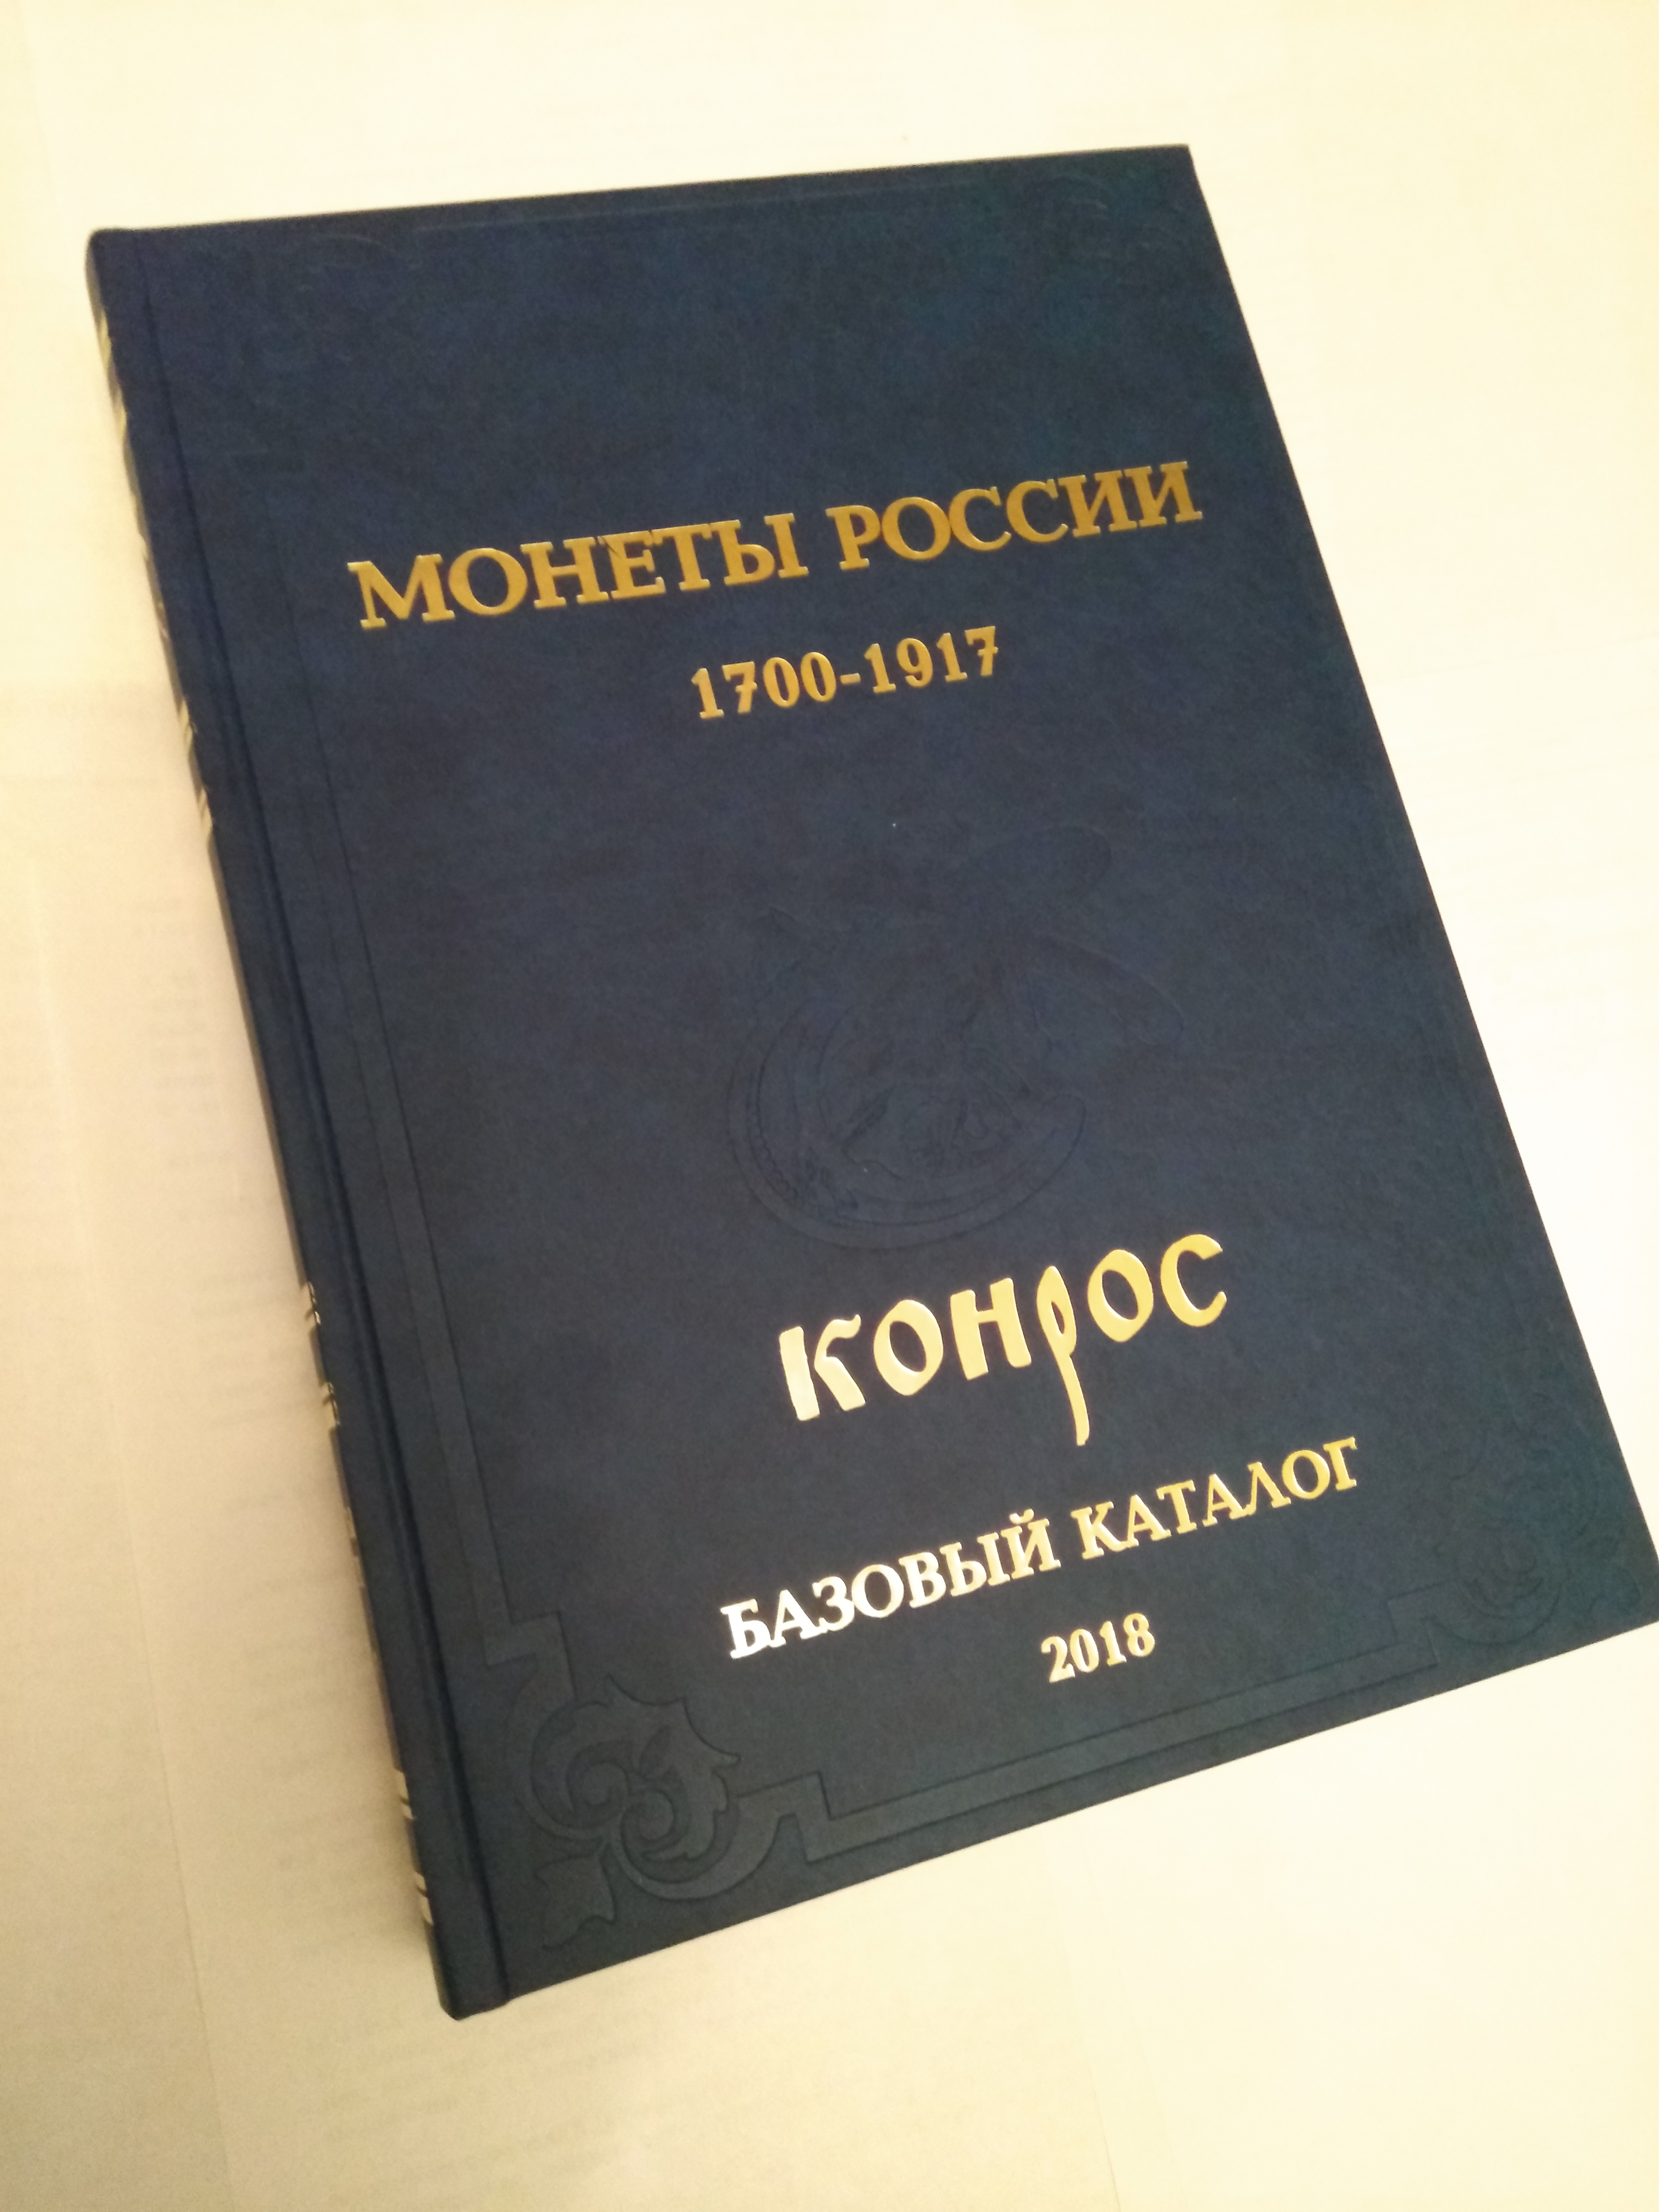 МОНЕТЫ РОССИИ
1700-1917
КОНРОС
БАЗОВЫЙ КАТАЛОГ
2018